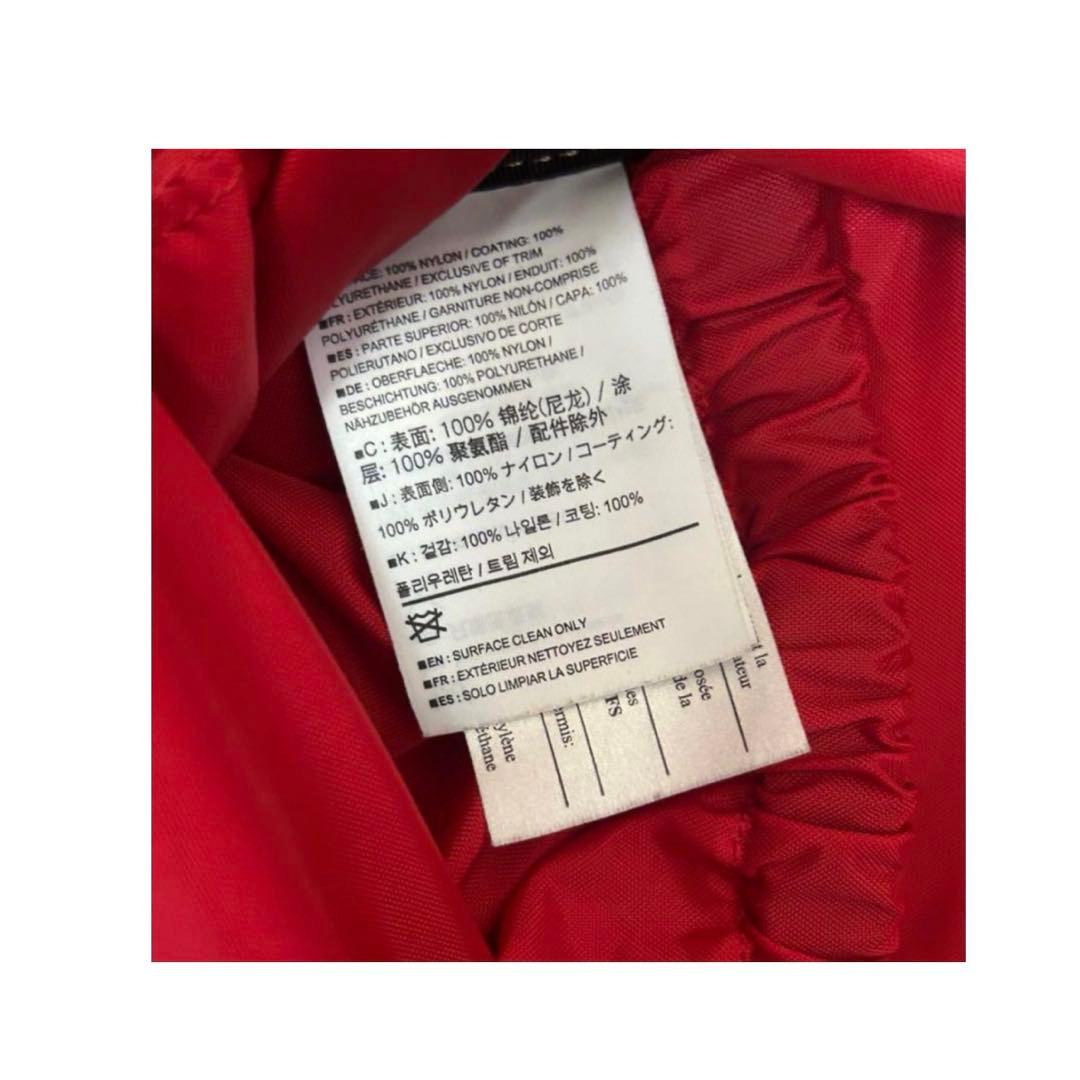 100% NYLON / COATING: 100%
EXCLUSIVE OF TRIM
■FR : EXTÉRIEUR: 100% NYLON / ENDUIT: 100%
POLYURÉTHANE / GARNITURE NON-COMPRISE
■ES : PARTE SUPERIOR: 100% NILÓN / CAPA: 100%
POLIERUTANO / EXCLUSIVO DE CORTE
■DE : OBERFLAECHE: 100% NYLON /
BESCHICHTUNG: 100% POLYURETHANE /
NÄHZUBEHÖR AUSGENOMMEN
■C : 表面: 100% 锦纶(尼龙) / 涂
层: 100% 聚氨酯 / 配件除外
■J : 表面側: 100% ナイロン / コーティング:
100% ポリウレタン / 装飾を除く
■K : 겉감: 100% 나일론 / 코팅: 100%
폴리우레탄 / 트림 제외
■EN : SURFACE CLEAN ONLY
■FR : EXTÉRIEUR NETTOYEZ SEULEMENT
■ES : SOLO LIMPIAR LA SUPERFICIE
la
de la
FS